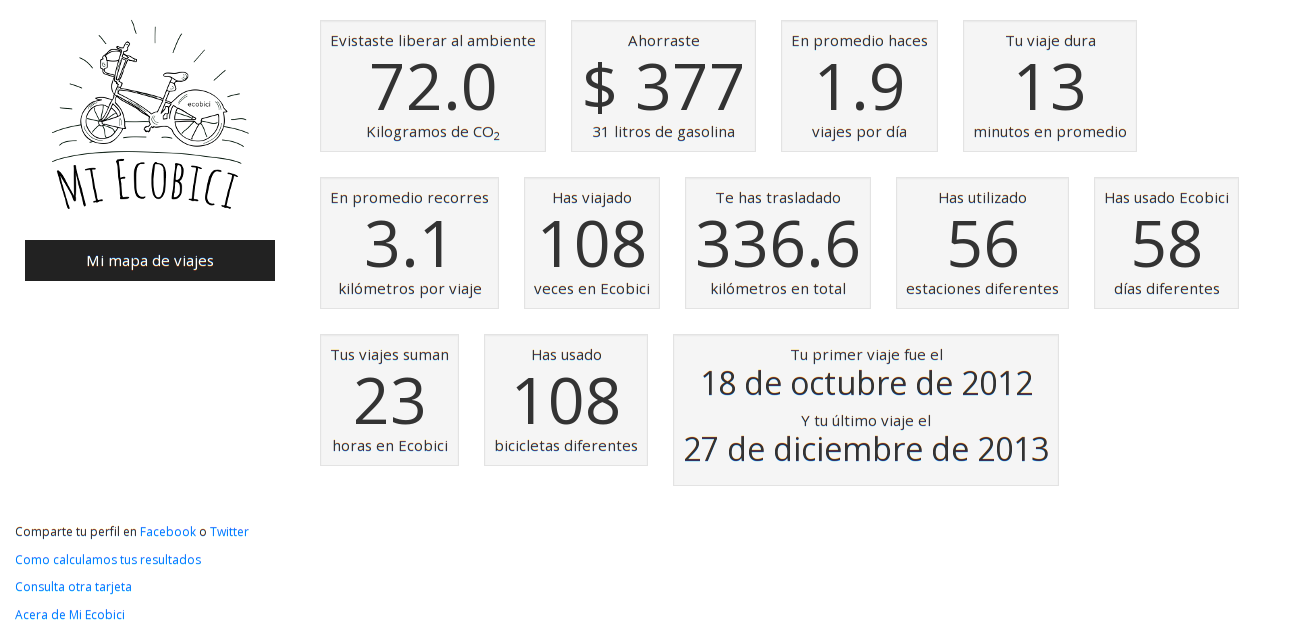 ecobici
Mi Ecobici
Mi mapa de viajes
Evistaste liberar al ambiente
72.0
Kilogramos de CO₂
Ahorraste
$ 377
31 litros de gasolina
En promedio haces
1.9
viajes por día
Tu viaje dura
13
minutos en promedio
En promedio recorres
3.1
kilómetros por viaje
Has viajado
108
veces en Ecobici
Te has trasladado
336.6
kilómetros en total
Has utilizado
56
estaciones diferentes
Has usado Ecobici
58
días diferentes
Tus viajes suman
23
horas en Ecobici
Has usado
108
bicicletas diferentes
Tu primer viaje fue el
18 de octubre de 2012
Y tu último viaje el
27 de diciembre de 2013
Comparte tu perfil en Facebook o Twitter
Como calculamos tus resultados
Consulta otra tarjeta
Acera de Mi Ecobici